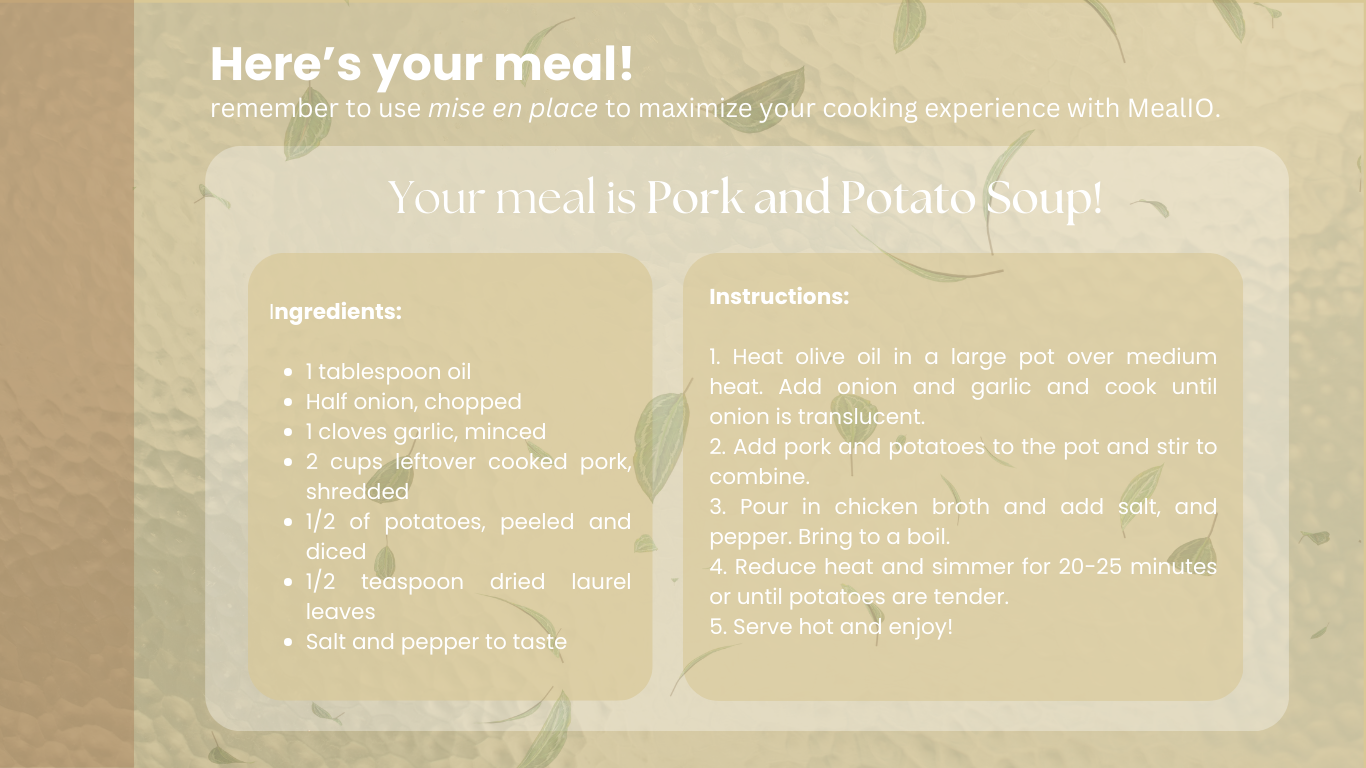 Here's your meal!
remember to use mise en place to maximize your cooking experience with MealIO.
Your meal is Pork and Potato Soup!
Ingredients:
• 1 tablespoon oil
• Half onion, chopped
• 1 cloves garlic, minced
• 2 cups leftover cooked pork,
shredded
• 1/2 of potatoes, peeled and
diced
• 1/2 teaspoon dried laurel
leaves
• Salt and pepper to taste
Instructions:
1. Heat olive oil in a large pot over medium
heat. Add onion and garlic and cook until
onion is translucent.
2. Add pork and potatoes to the pot and stir to
combine.
3. Pour in chicken broth and add salt, and
pepper. Bring to a boil.
4. Reduce heat and simmer for 20-25 minutes
or until potatoes are tender.
5. Serve hot and enjoy!